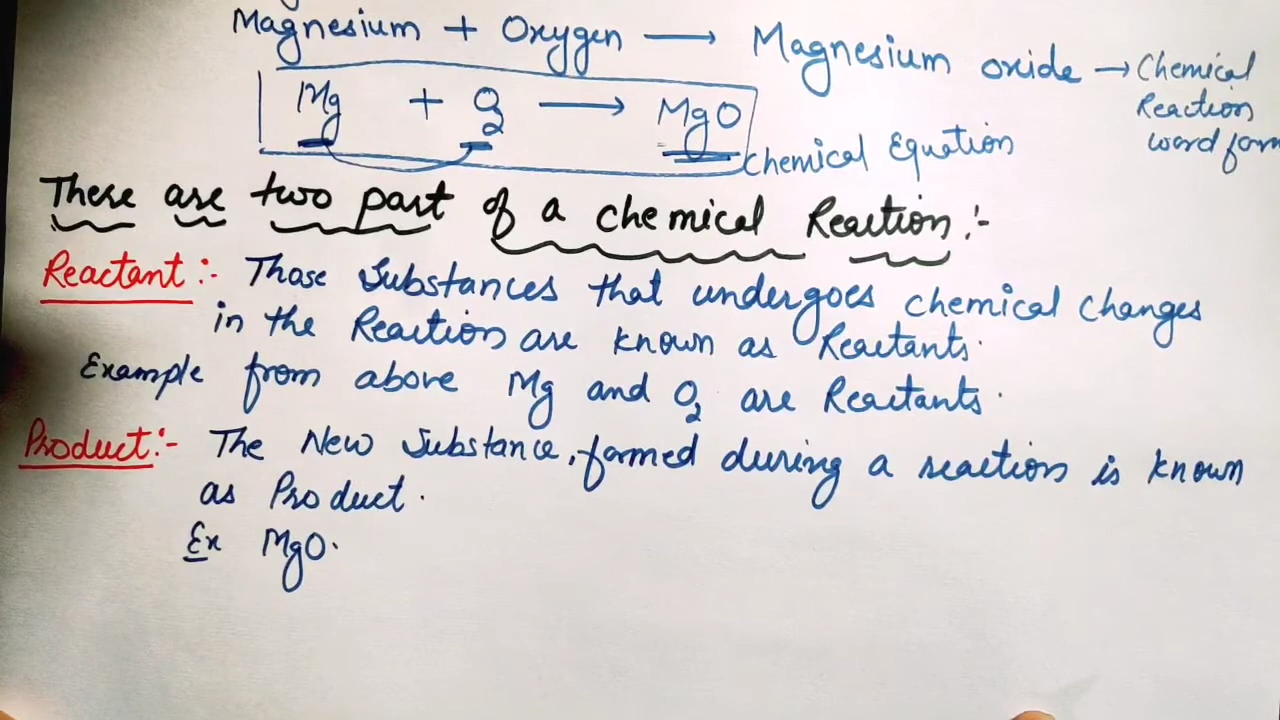 Magnesium + Oxygen → Magnesium oxide → Chemical
Reaction
word form
Mg + O2 → MgO
Chemical Equation
There are two part of a chemical Reaction:-
Reactant:- Those Substances that undergoes chemical changes
in the Reaction are known as Reactants.
Example from above Mg and O2 are Reactants.
Product:- The New Substance, formed during a reaction is known
as Product.
Ex MgO.